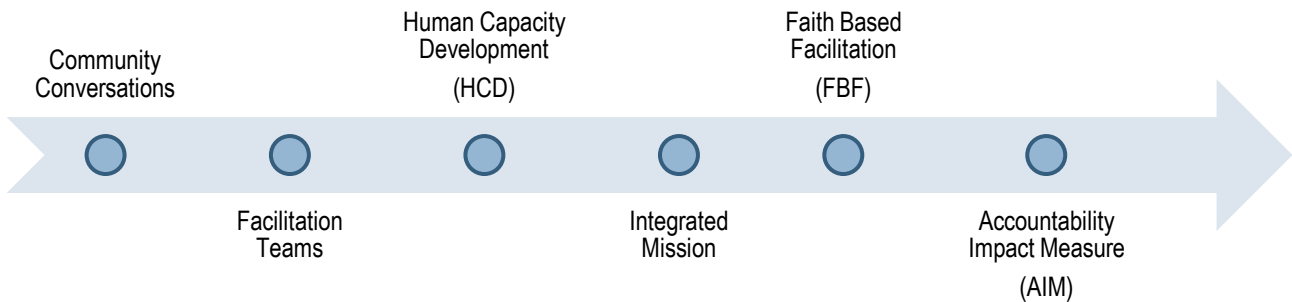 Community
Conversations
Facilitation
Teams
Human Capacity
Development
(HCD)
Integrated
Mission
Faith Based
Facilitation
(FBF)
Accountability
Impact Measure
(AIM)